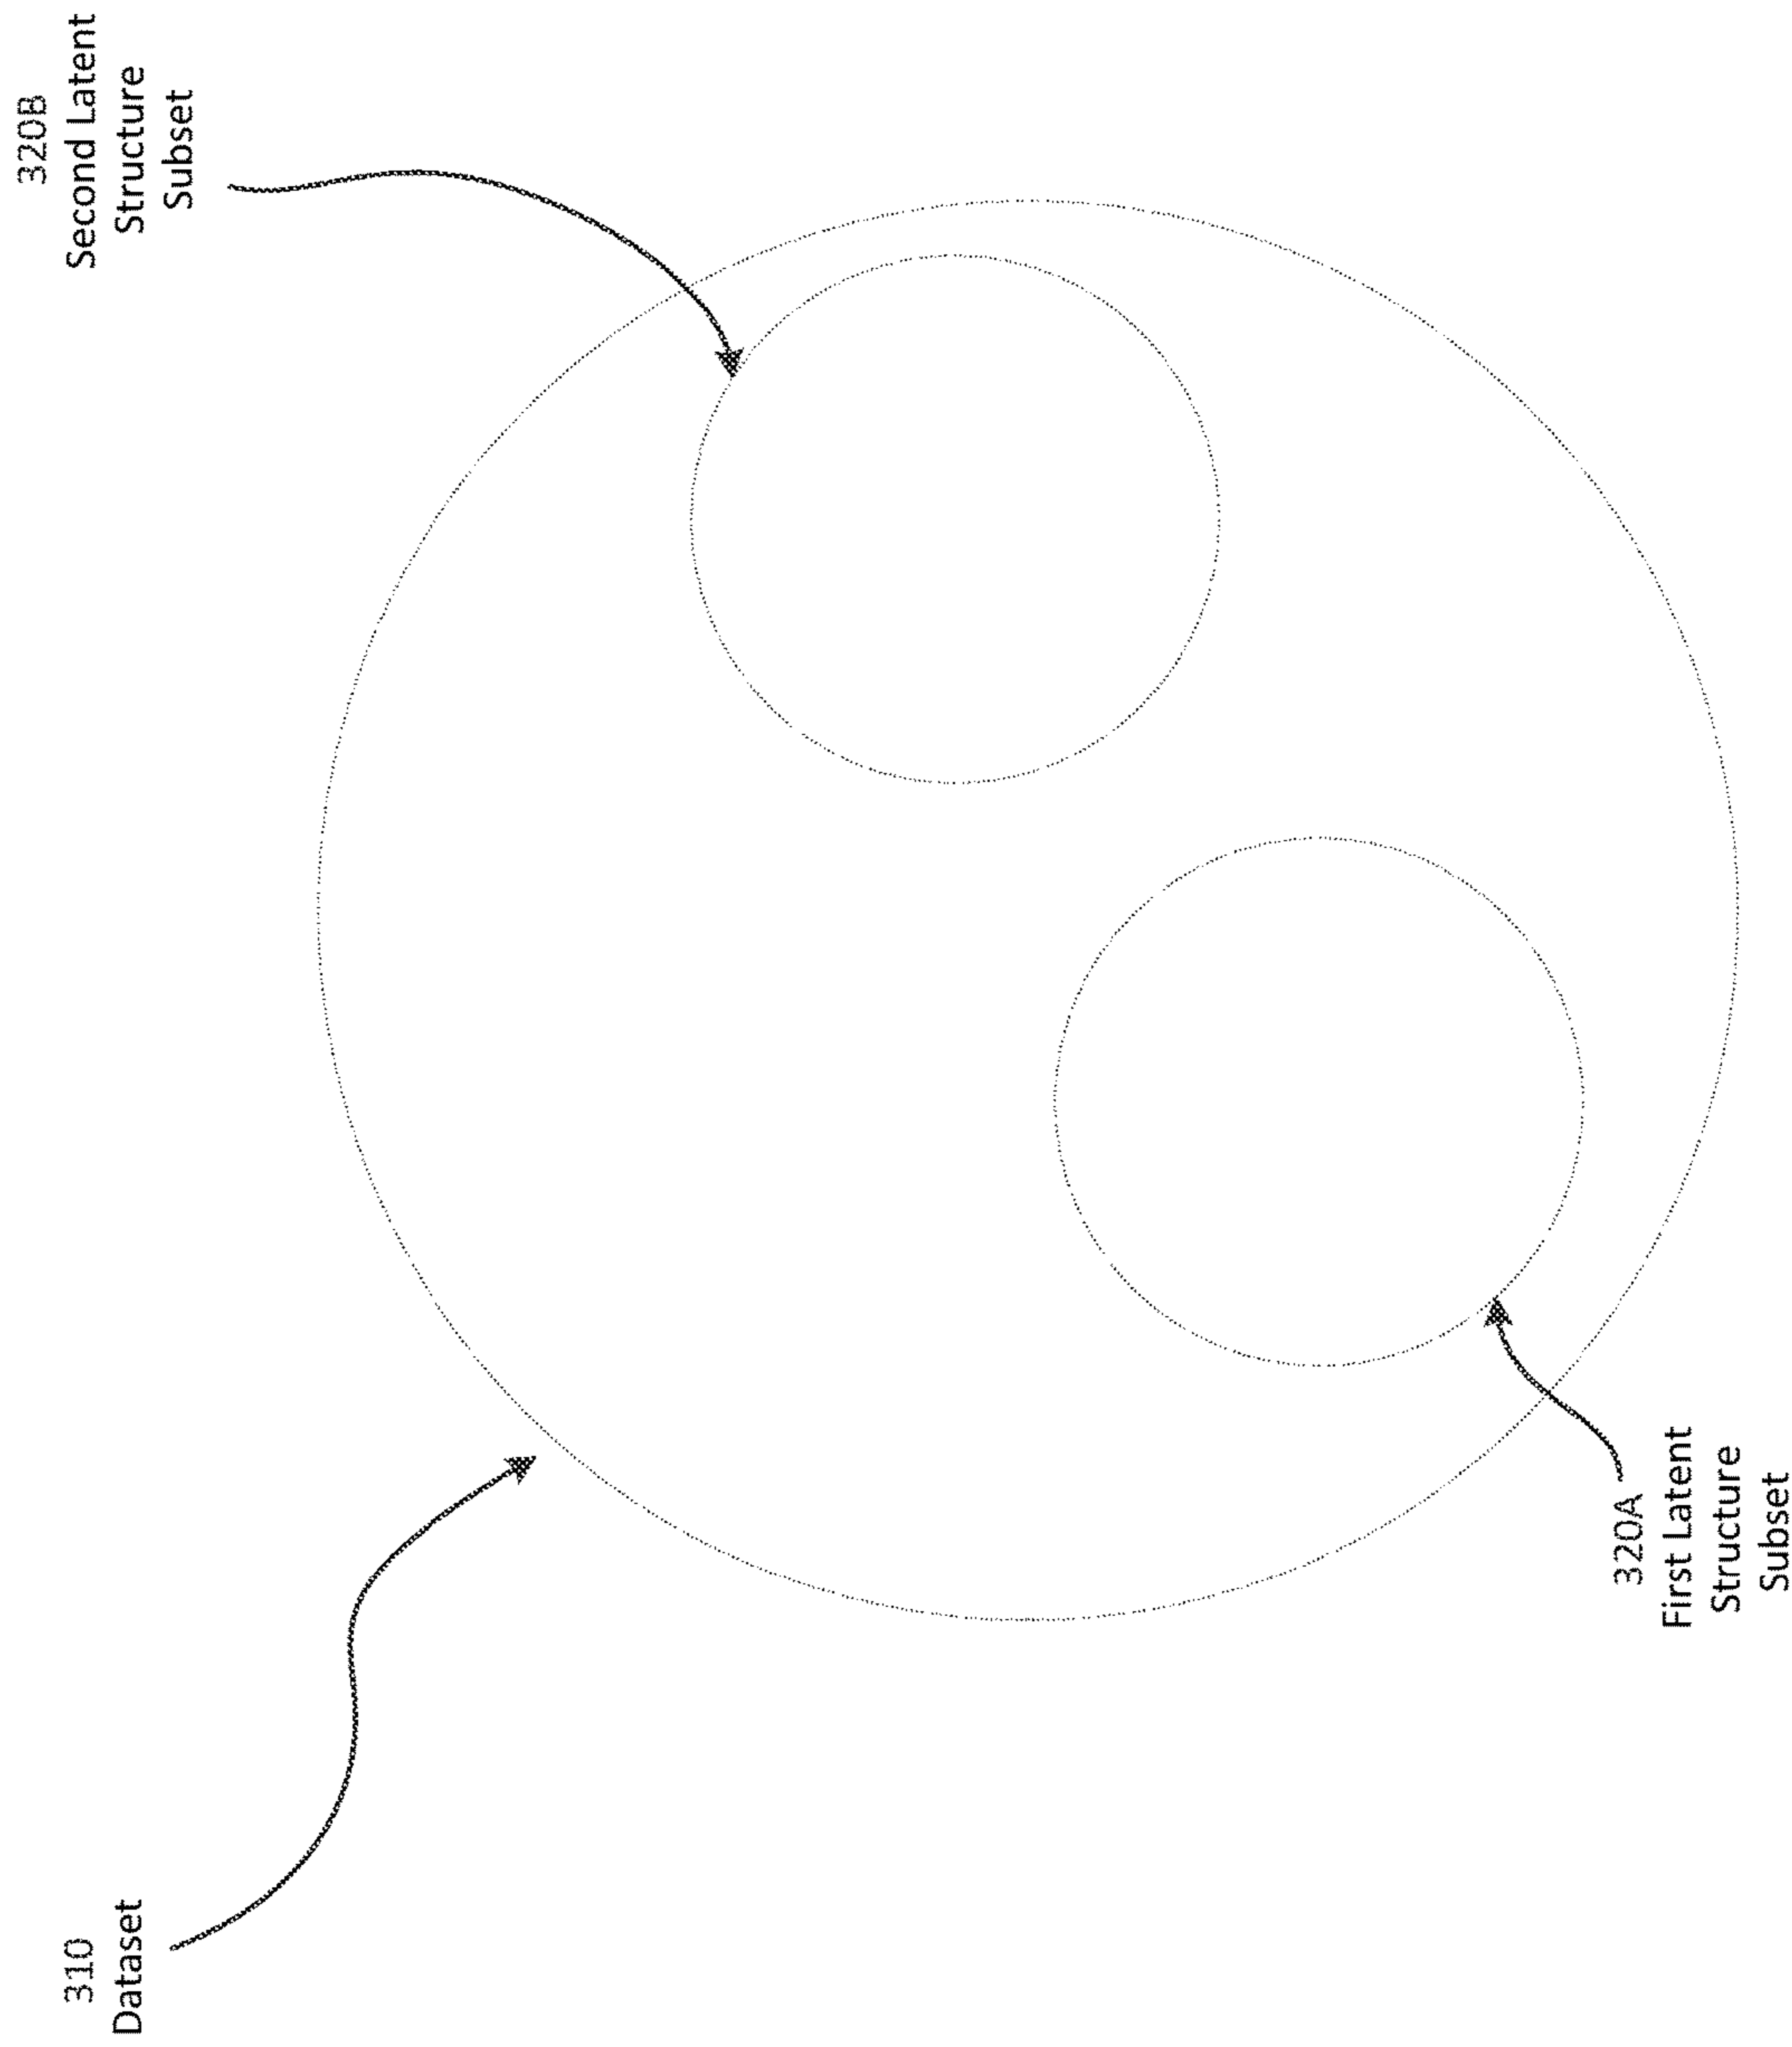 310
Dataset
320B
Second Latent
Structure
Subset
320A
First Latent
Structure
Subset